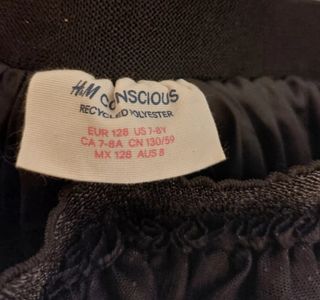 H&M CONSCIOUS
RECYCLED POLYESTER
EUR 128 US 7-8Y
CA 7-8A CN 130/59
MX 128 AUS 8